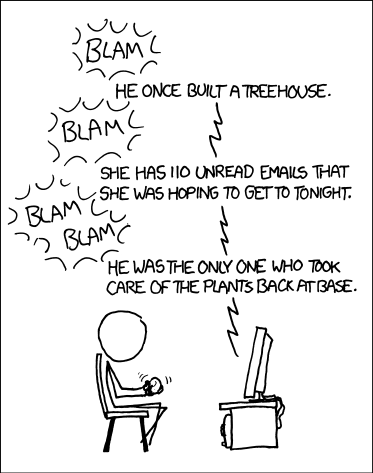 BLAM
HE ONCE BUILT A TREEHOUSE.
BLAM
SHE HAS 110 UNREAD EMAILS THAT
SHE WAS HOPING TO GET TO TONIGHT.
BLAM
BLAM
HE WAS THE ONLY ONE WHO TOOK
CARE OF THE PLANTS BACK AT BASE.